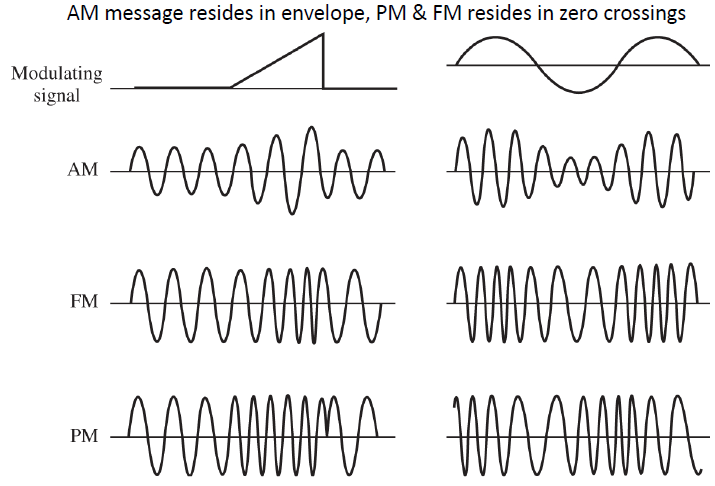 AM message resides in envelope, PM & FM resides in zero crossings
Modulating
signal
AM
FM
PM